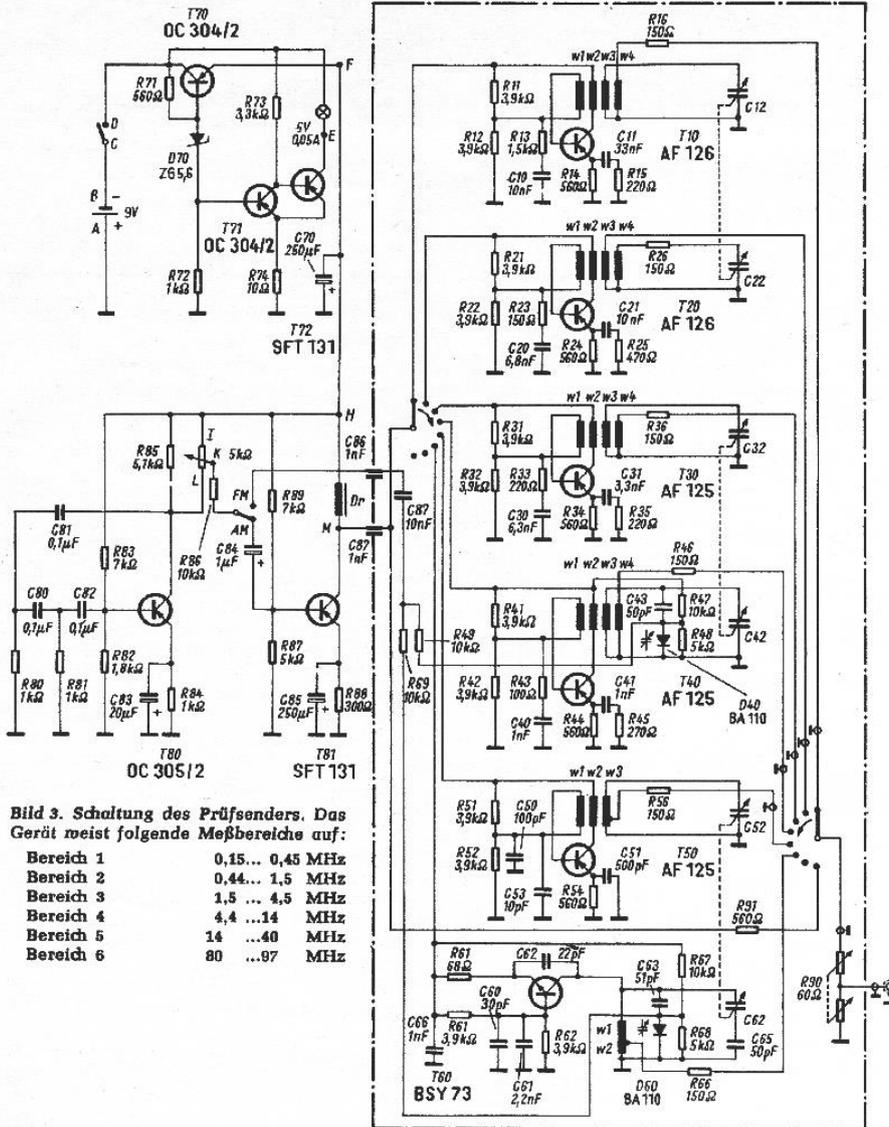 T70
OC 304/2
R71
560Ω
R73
3,3kΩ
F
5V
0,05A
E
D
C
D70
Z65,6
B
A
9V
T71
OC 304/2
C70
250µF
R72
1kΩ
R74
10Ω
T72
SFT 131
H
R85
5,1kΩ
I
K
5kΩ
L
FM
AM
R86
10kΩ
C84
1µF
R89
7kΩ
Dr
M
C86
1nF
C87
1nF
C87
10nF
C81
0,1µF
R83
7kΩ
C80
0,1µF
C82
0,1µF
R80
1kΩ
R81
1kΩ
R82
1,8kΩ
C83
20µF
R84
1kΩ
R87
5kΩ
C85
250µF
R88
300Ω
T80
OC 305/2
T81
SFT 131
R49
10kΩ
R69
10kΩ
R16
150Ω
w1 w2 w3 w4
R11
3,9kΩ
R12
3,9kΩ
R13
1,5kΩ
C10
10nF
C11
33nF
R14
560Ω
R15
220Ω
T10
AF 126
C12
w1 w2 w3 w4
R21
3,9kΩ
R26
150Ω
R22
3,9kΩ
R23
150Ω
C20
6,8nF
C21
10nF
R24
560Ω
R25
470Ω
T20
AF 126
C22
w1 w2 w3 w4
R31
3,9kΩ
R36
150Ω
R32
3,9kΩ
R33
220Ω
C30
6,3nF
C31
3,3nF
R34
560Ω
R35
220Ω
T30
AF 125
C32
w1 w2 w3 w4
R46
150Ω
R41
3,9kΩ
C43
50pF
R47
10kΩ
R48
5kΩ
R42
3,9kΩ
R43
100Ω
C40
1nF
C41
1nF
R44
560Ω
R45
270Ω
T40
AF 125
D40
BA 110
C42
w1 w2 w3
R51
3,9kΩ
C50
100pF
R56
150Ω
R52
3,9kΩ
C53
10pF
C51
500pF
R54
560Ω
T50
AF 125
C52
R91
560Ω
R61
68Ω
C62
22pF
C60
30pF
C63
51pF
R67
10kΩ
R90
60Ω
C66
1nF
R61
3,9kΩ
R62
3,9kΩ
w1
w2
R68
5kΩ
C62
C65
50pF
T60
BSY 73
C61
2,2nF
D60
BA 110
R66
150Ω
Bild 3. Schaltung des Prüfsenders. Das
Gerät weist folgende Meßbereiche auf:
Bereich 1 0,15... 0,45 MHz
Bereich 2 0,44... 1,5 MHz
Bereich 3 1,5 ... 4,5 MHz
Bereich 4 4,4 ...14 MHz
Bereich 5 14 ...40 MHz
Bereich 6 80 ...97 MHz